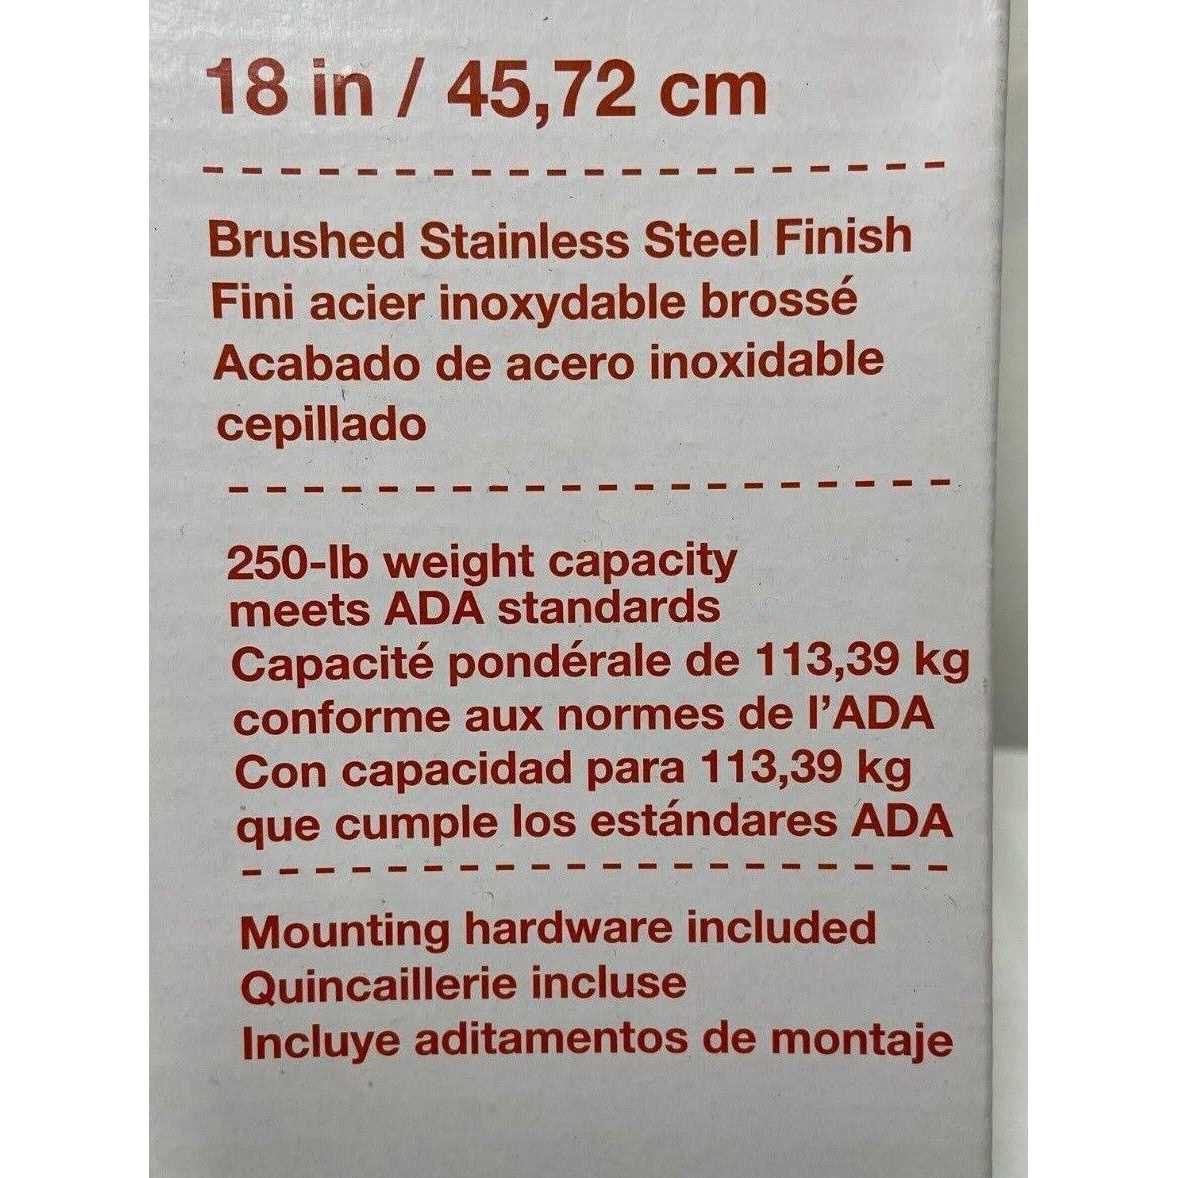 18 in / 45,72 cm
Brushed Stainless Steel Finish
Fini acier inoxydable brossé
Acabado de acero inoxidable
cepillado
250-lb weight capacity
meets ADA standards
Capacité pondérale de 113,39 kg
conforme aux normes de l’ADA
Con capacidad para 113,39 kg
que cumple los estándares ADA
Mounting hardware included
Quincaillerie incluse
Incluye aditamentos de montaje